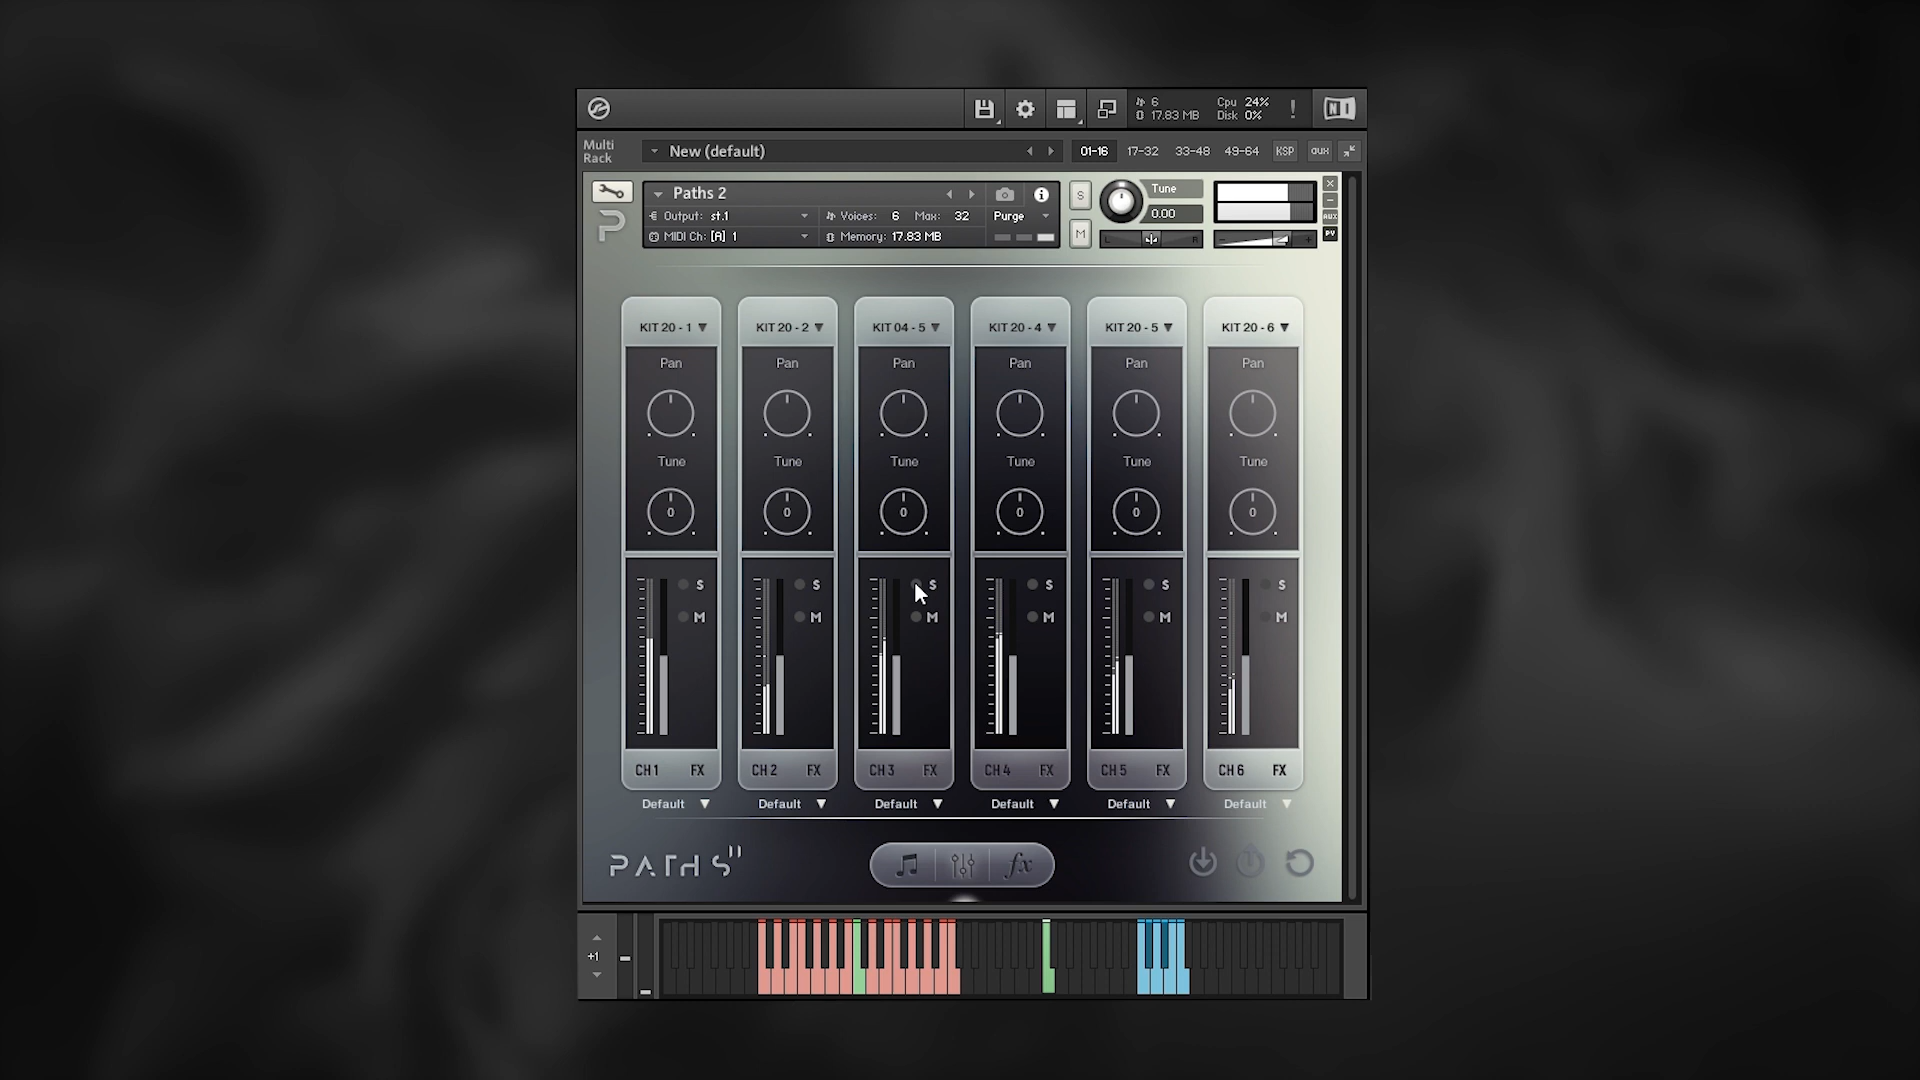 6
17.83 MB
Cpu 24%
Disk 0%
!
NI
Multi
Rack
New (default)
01-16 17-32 33-48 49-64 KSP aux
Paths 2
Output: st.1
Voices: 6 Max: 32
Purge
MIDI Ch: [A] 1
Memory: 17.83 MB
S
M
Tune
0.00
L R
- +
AUX
PV
KIT 20 - 1 KIT 20 - 2 KIT 04 - 5 KIT 20 - 4 KIT 20 - 5 KIT 20 - 6
Pan Pan Pan Pan Pan Pan
Tune Tune Tune Tune Tune Tune
0 0 0 0 0 0
S S S S S S
M M M M M M
CH 1 FX CH 2 FX CH 3 FX CH 4 FX CH 5 FX CH 6 FX
Default Default Default Default Default Default
PATHS II
fx
+1